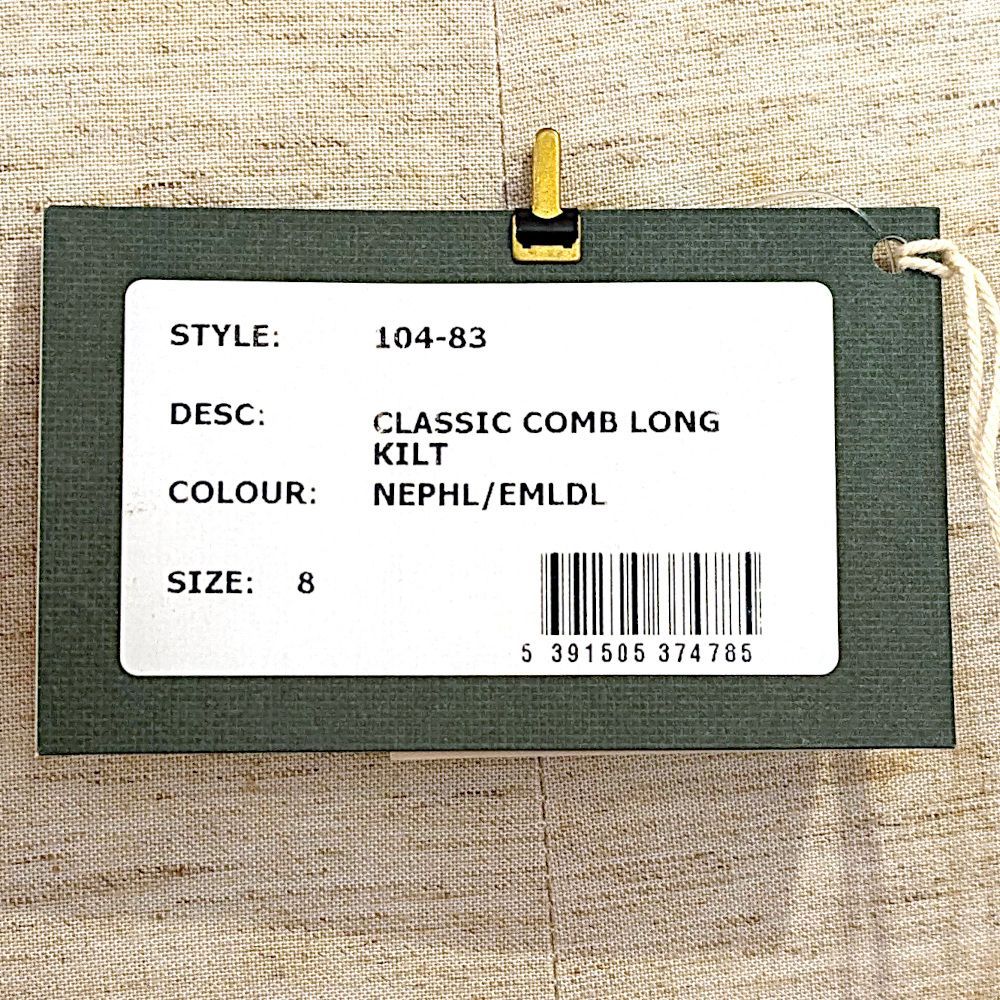 STYLE: 104-83
DESC: CLASSIC COMB LONG
KILT
COLOUR: NEPHL/EMLDL
SIZE: 8
5 391505 374785